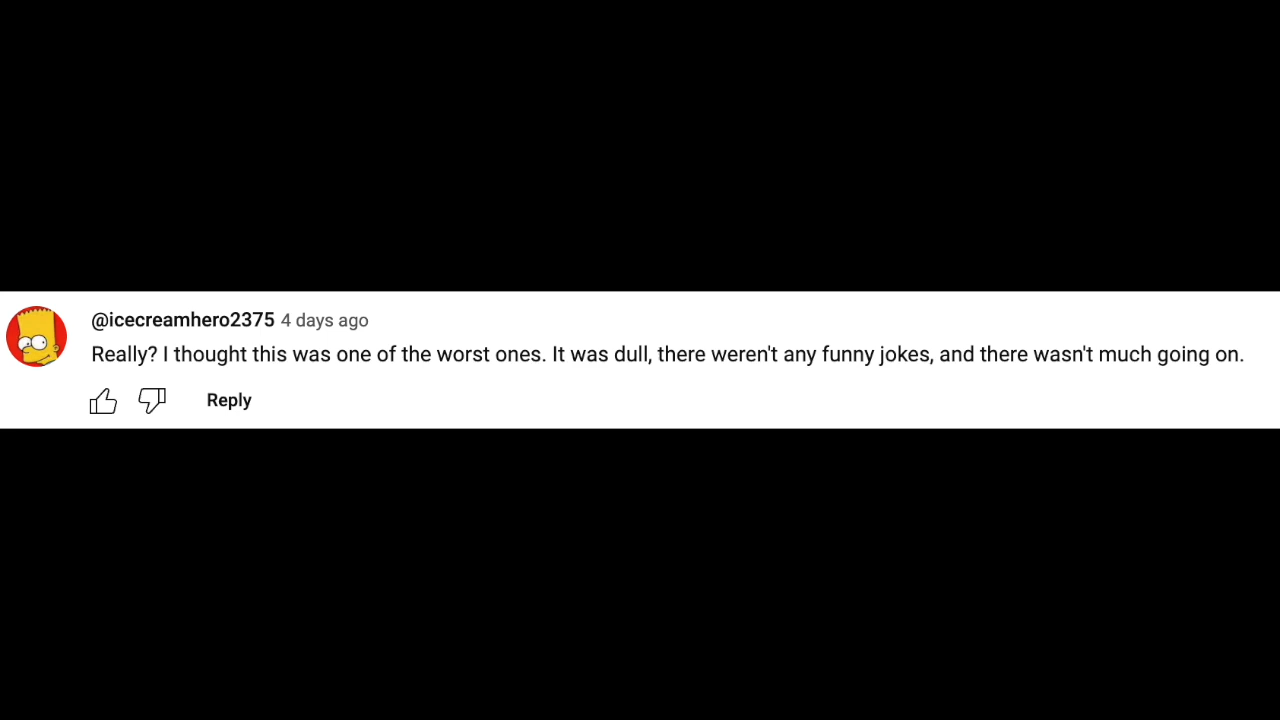 @icecreamhero2375 4 days ago
Really? I thought this was one of the worst ones. It was dull, there weren't any funny jokes, and there wasn't much going on.
Reply